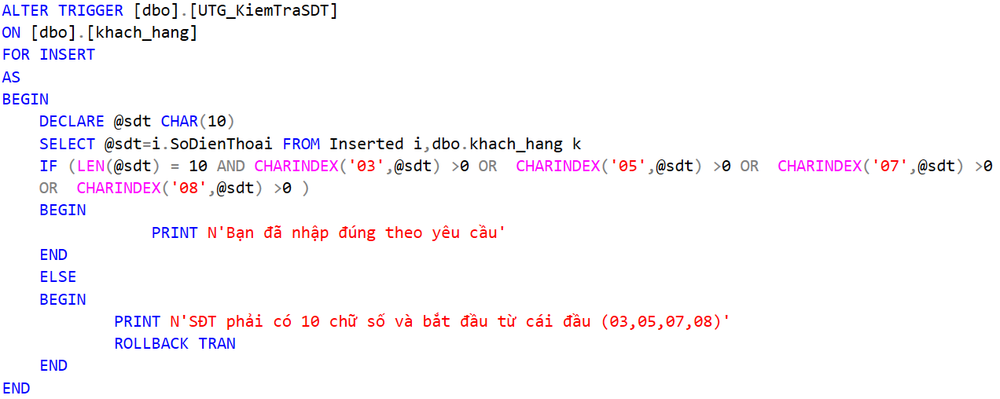 ALTER TRIGGER [dbo].[UTG_KiemTraSDT]
ON [dbo].[khach_hang]
FOR INSERT
AS
BEGIN
    DECLARE @sdt CHAR(10)
    SELECT @sdt=i.SoDienThoai FROM Inserted i,dbo.khach_hang k
    IF (LEN(@sdt) = 10 AND CHARINDEX('03',@sdt) >0 OR  CHARINDEX('05',@sdt) >0 OR  CHARINDEX('07',@sdt) >0
    OR  CHARINDEX('08',@sdt) >0 )
    BEGIN
                PRINT N'Bạn đã nhập đúng theo yêu cầu'
    END
    ELSE
    BEGIN
            PRINT N'SĐT phải có 10 chữ số và bắt đầu từ cái đầu (03,05,07,08)'
            ROLLBACK TRAN
    END
END